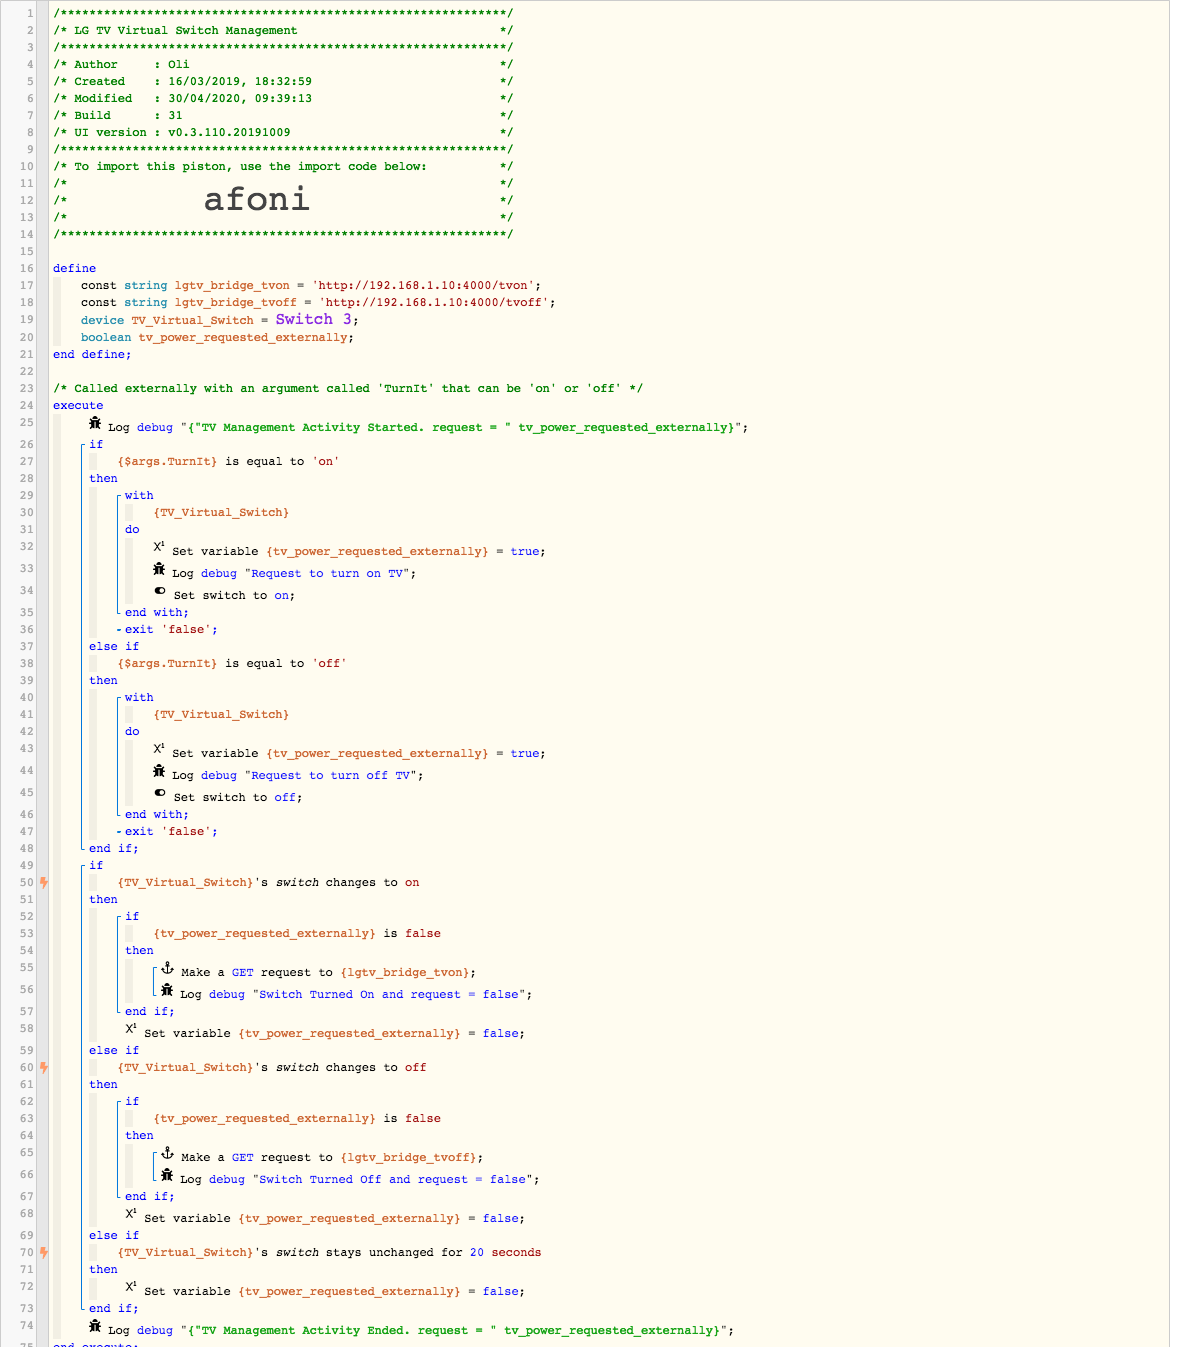 1 /**************************************************************/
2 /* LG TV Virtual Switch Management */
3 /**************************************************************/
4 /* Author : Oli */
5 /* Created : 16/03/2019, 18:32:59 */
6 /* Modified : 30/04/2020, 09:39:13 */
7 /* Build : 31 */
8 /* UI version : v0.3.110.20191009 */
9 /**************************************************************/
10 /* To import this piston, use the import code below: */
11 /* */
12 /* afoni */
13 /* */
14 /**************************************************************/
15
16 define
17 const string lgtv_bridge_tvon = 'http://192.168.1.10:4000/tvon';
18 const string lgtv_bridge_tvoff = 'http://192.168.1.10:4000/tvoff';
19 device TV_Virtual_Switch = Switch 3;
20 boolean tv_power_requested_externally;
21 end define;
22
23 /* Called externally with an argument called 'TurnIt' that can be 'on' or 'off' */
24 execute
25 Log debug "{"TV Management Activity Started. request = " tv_power_requested_externally}";
26 if
27 {$args.TurnIt} is equal to 'on'
28 then
29 with
30 {TV_Virtual_Switch}
31 do
32 X¹ Set variable {tv_power_requested_externally} = true;
33 Log debug "Request to turn on TV";
34 Set switch to on;
35 end with;
36 exit 'false';
37 else if
38 {$args.TurnIt} is equal to 'off'
39 then
40 with
41 {TV_Virtual_Switch}
42 do
43 X¹ Set variable {tv_power_requested_externally} = true;
44 Log debug "Request to turn off TV";
45 Set switch to off;
46 end with;
47 exit 'false';
48 end if;
49 if
50 {TV_Virtual_Switch}'s switch changes to on
51 then
52 if
53 {tv_power_requested_externally} is false
54 then
55 Make a GET request to {lgtv_bridge_tvon};
56 Log debug "Switch Turned On and request = false";
57 end if;
58 X¹ Set variable {tv_power_requested_externally} = false;
59 else if
60 {TV_Virtual_Switch}'s switch changes to off
61 then
62 if
63 {tv_power_requested_externally} is false
64 then
65 Make a GET request to {lgtv_bridge_tvoff};
66 Log debug "Switch Turned Off and request = false";
67 end if;
68 X¹ Set variable {tv_power_requested_externally} = false;
69 else if
70 {TV_Virtual_Switch}'s switch stays unchanged for 20 seconds
71 then
72 X¹ Set variable {tv_power_requested_externally} = false;
73 end if;
74 Log debug "{"TV Management Activity Ended. request = " tv_power_requested_externally}";
75 end execute;